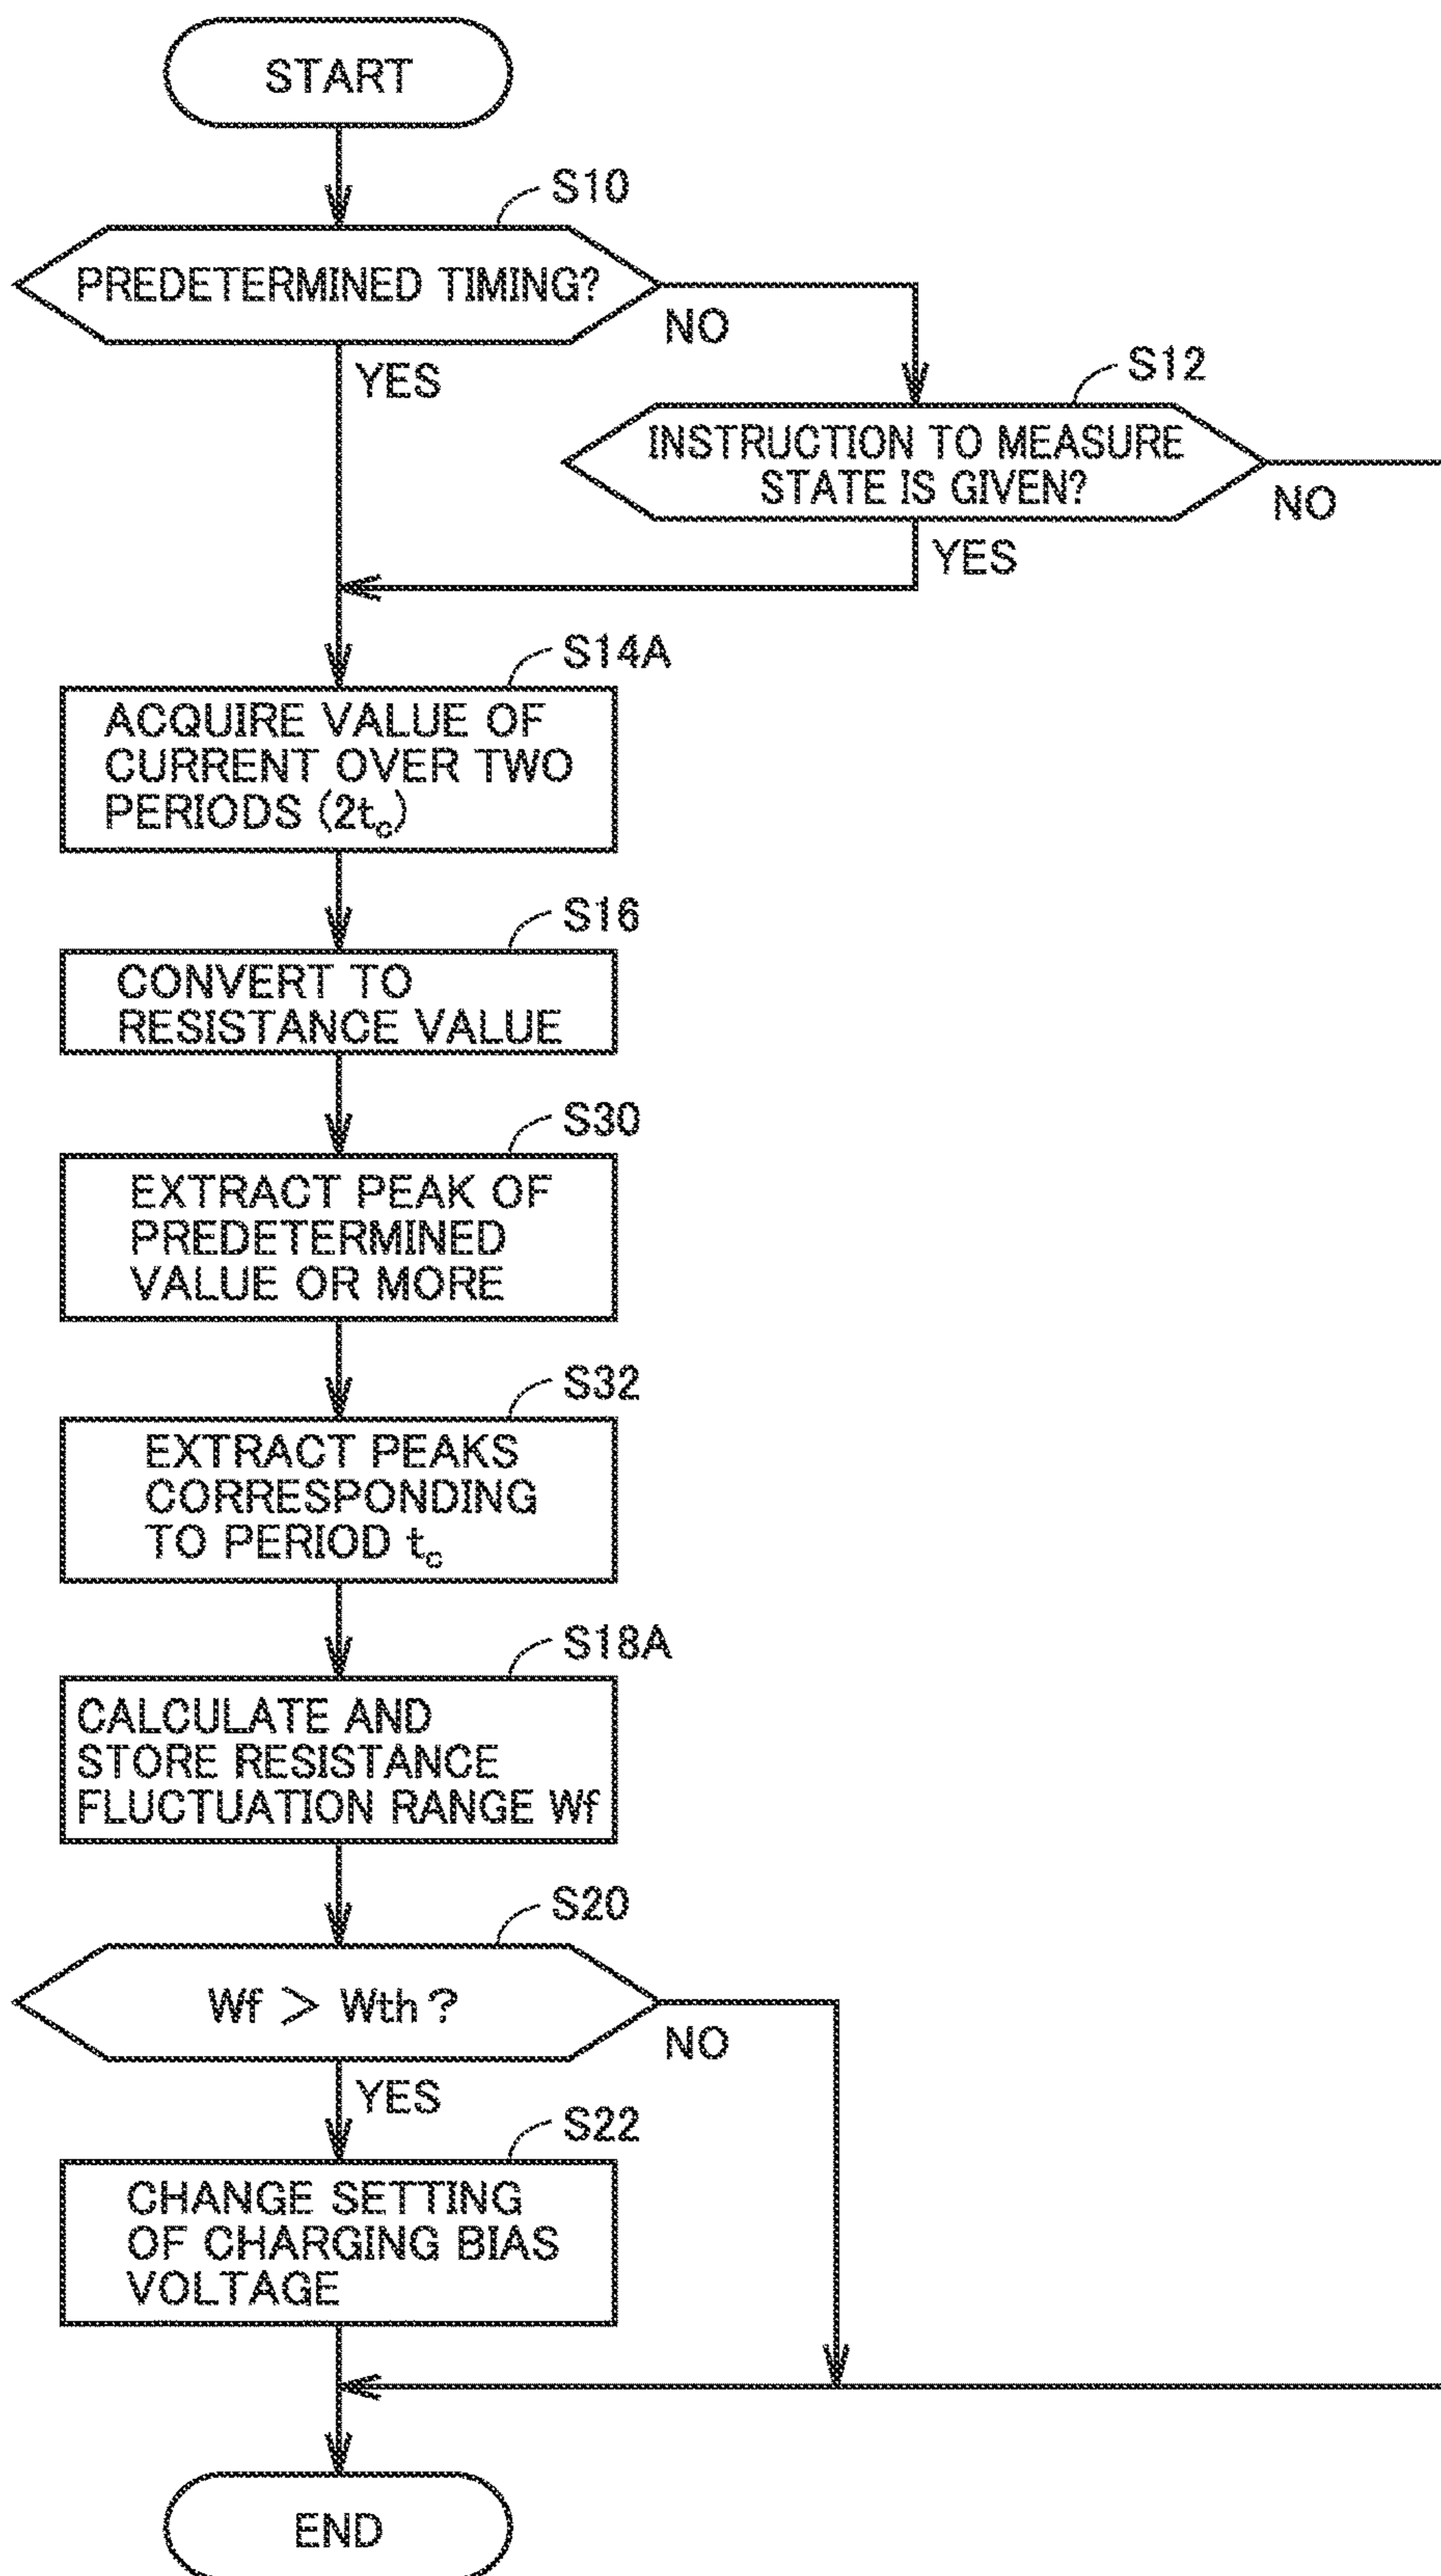 START
S10
PREDETERMINED TIMING?
NO
YES
S12
INSTRUCTION TO MEASURE
STATE IS GIVEN?
NO
YES
S14A
ACQUIRE VALUE OF
CURRENT OVER TWO
PERIODS (2tc)
S16
CONVERT TO
RESISTANCE VALUE
S30
EXTRACT PEAK OF
PREDETERMINED
VALUE OR MORE
S32
EXTRACT PEAKS
CORRESPONDING
TO PERIOD tc
S18A
CALCULATE AND
STORE RESISTANCE
FLUCTUATION RANGE Wf
S20
Wf > Wth?
NO
YES
S22
CHANGE SETTING
OF CHARGING BIAS
VOLTAGE
END